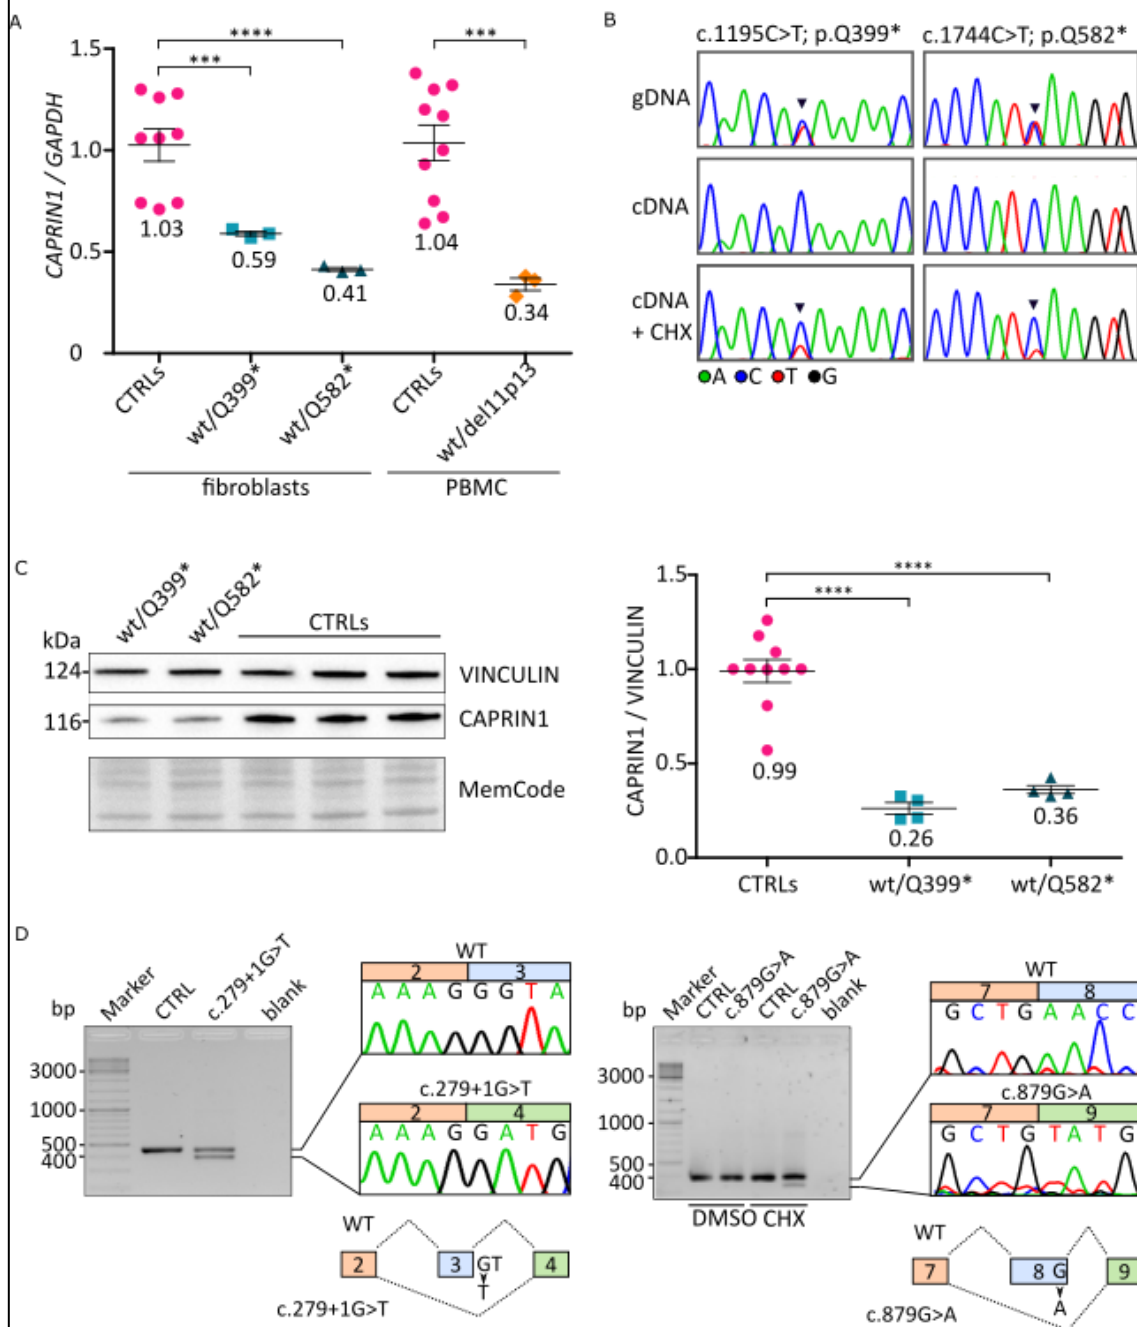 A
CAPRIN1 / GAPDH
1.5
1.0
0.5
0
***
****
***
1.03
0.59
0.41
1.04
0.34
CTRLs
wt/Q399*
wt/Q582*
CTRLs
wt/del11p13
fibroblasts
PBMC
B
c.1195C>T; p.Q399*
c.1744C>T; p.Q582*
gDNA
cDNA
cDNA
+ CHX
A C T G
C
wt/Q399*
wt/Q582*
CTRLs
kDa
124
VINCULIN
116
CAPRIN1
MemCode
CAPRIN1 / VINCULIN
1.5
1.0
0.5
0.0
****
****
0.99
0.26
0.36
CTRLs
wt/Q399*
wt/Q582*
D
bp
Marker
CTRL
c.279+1G>T
blank
3000
1000
500
400
WT
2 3
A A A G G G T A
c.279+1G>T
2 4
A A A G G A T G
WT
2 3 GT 4
T
c.279+1G>T
bp
Marker
CTRL
c.879G>A
CTRL
c.879G>A
blank
3000
1000
500
400
DMSO CHX
WT
7 8
G C T G A A C C
c.879G>A
7 9
G C T G T A T G
WT
7 8 G 9
A
c.879G>A